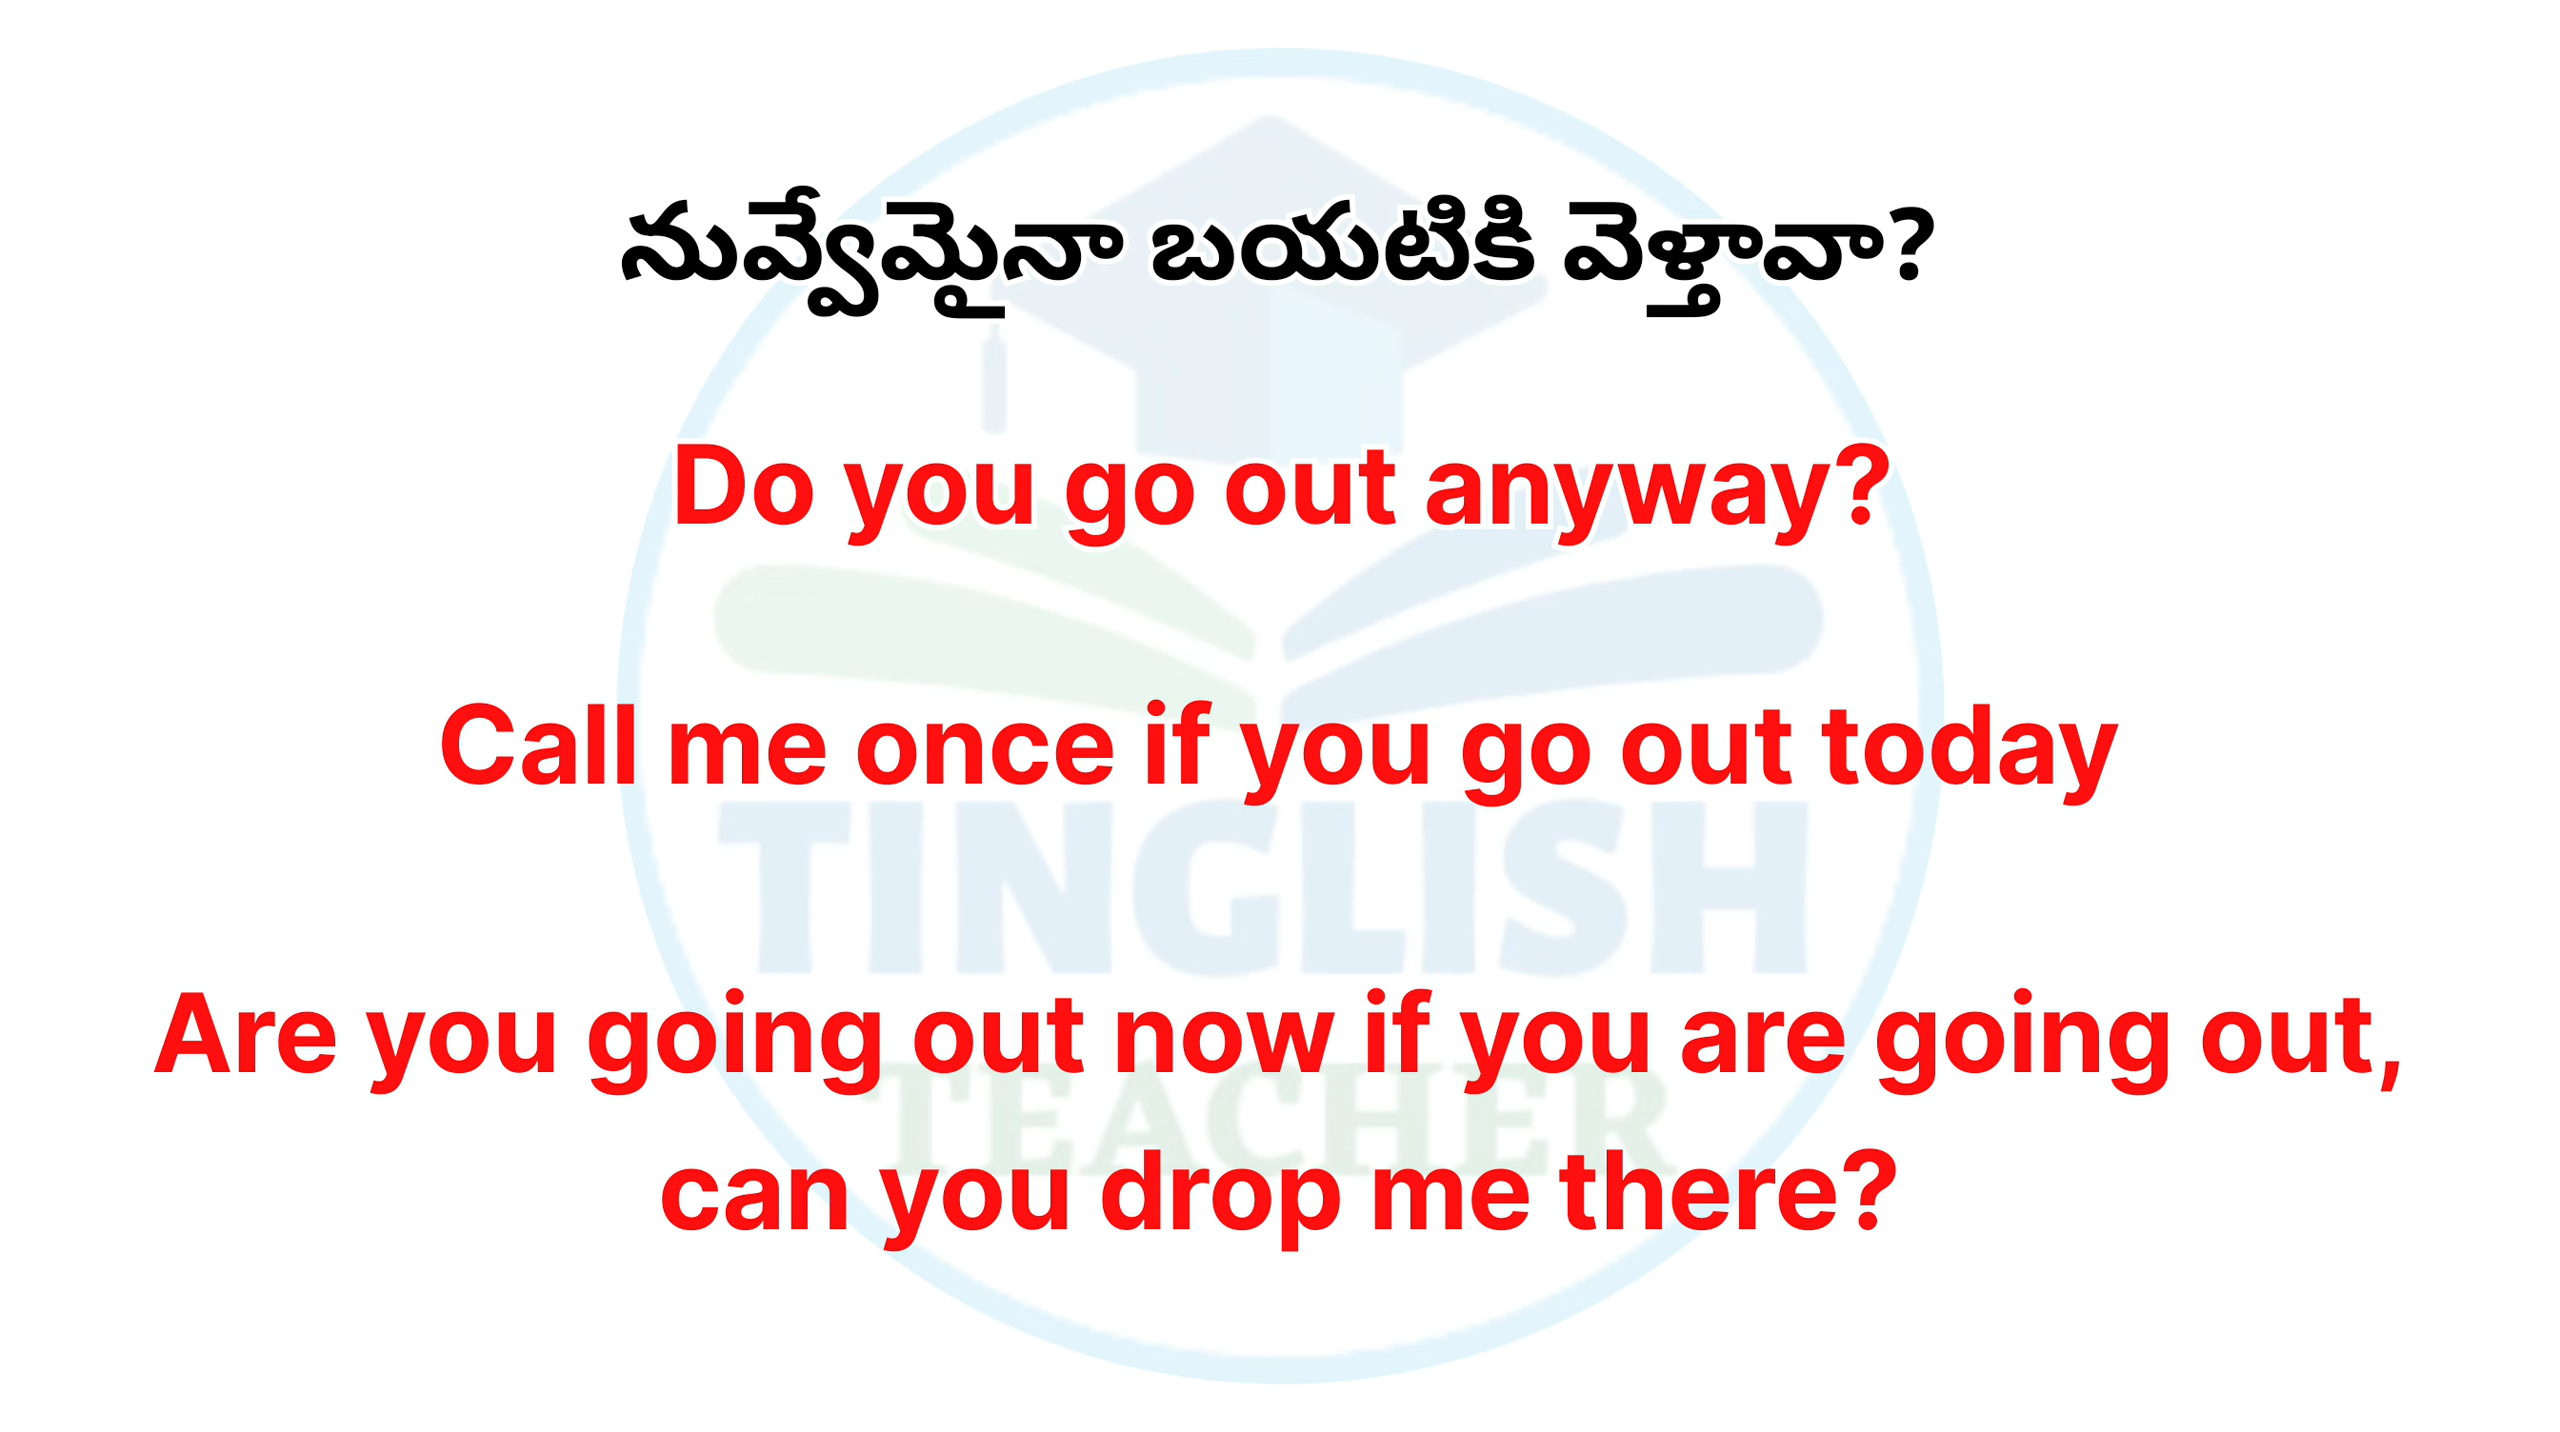 నువ్వేమైనా బయటికి వెళ్తావా?
Do you go out anyway?
Call me once if you go out today
TINGLISH
Are you going out now if you are going out,
TEACHER
can you drop me there?